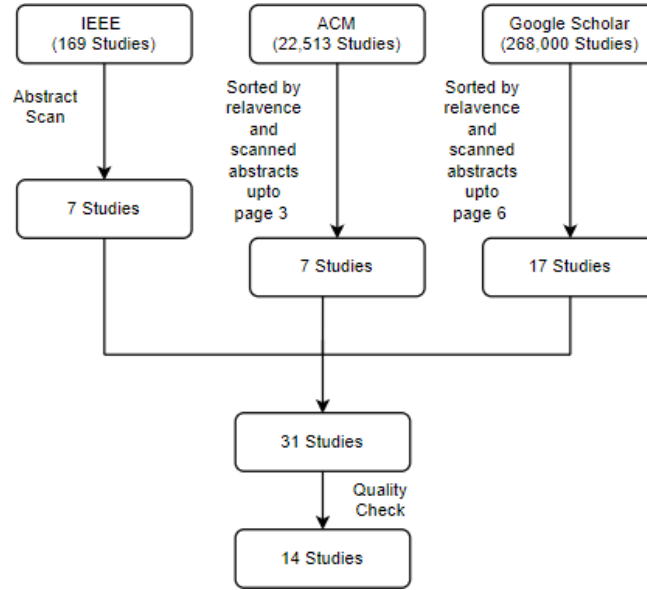 IEEE
(169 Studies)
ACM
(22,513 Studies)
Google Scholar
(268,000 Studies)
Abstract
Scan
Sorted by
relavence
and
scanned
abstracts
upto
page 3
Sorted by
relavence
and
scanned
abstracts
upto
page 6
7 Studies
7 Studies
17 Studies
31 Studies
Quality
Check
14 Studies